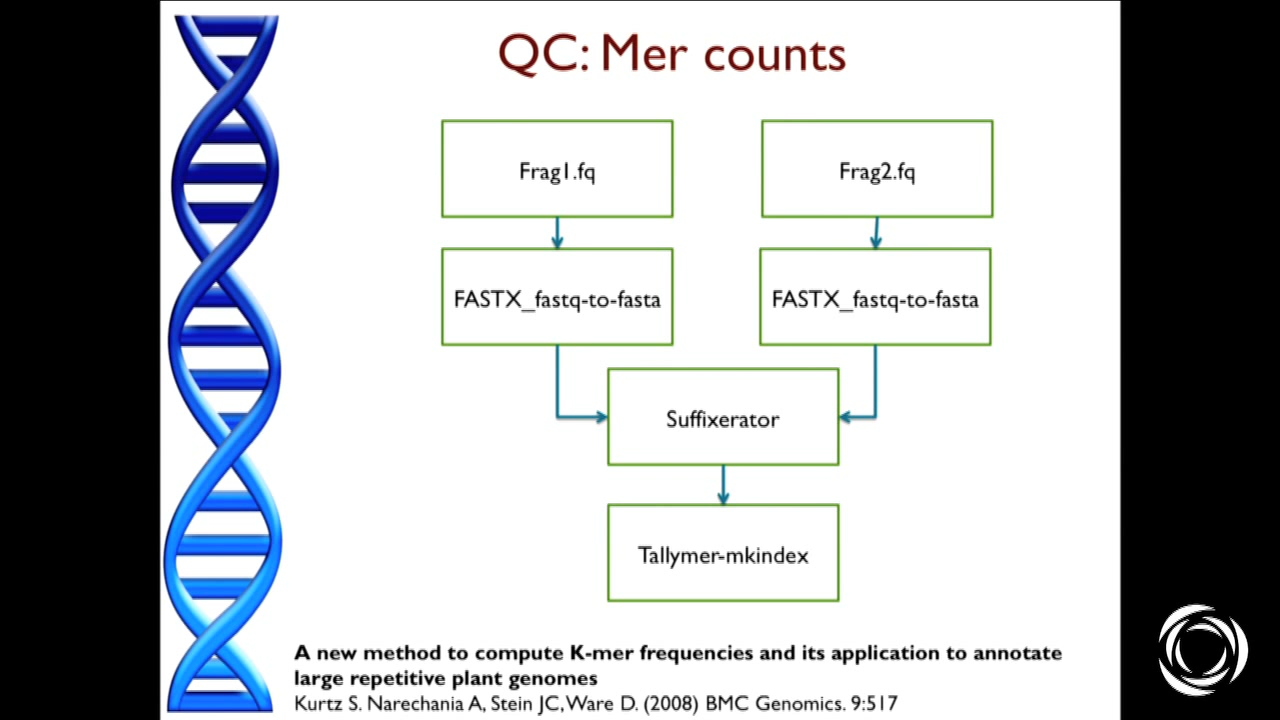 QC: Mer counts
Frag1.fq
Frag2.fq
FASTX_fastq-to-fasta
FASTX_fastq-to-fasta
Suffixerator
Tallymer-mkindex
A new method to compute K-mer frequencies and its application to annotate
large repetitive plant genomes
Kurtz S. Narechania A, Stein JC, Ware D. (2008) BMC Genomics. 9:517